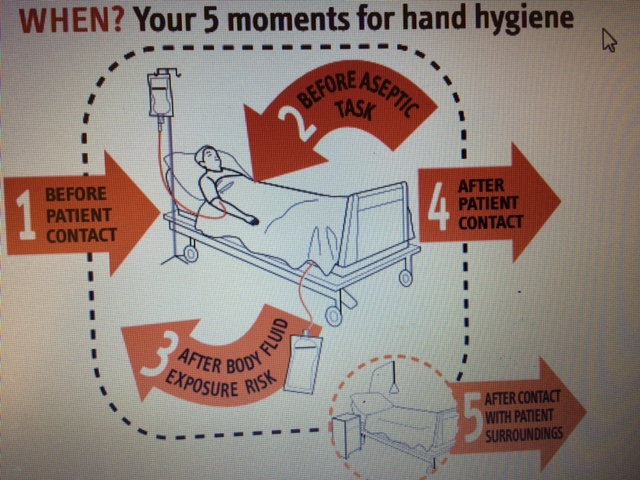 WHEN? Your 5 moments for hand hygiene
2 BEFORE ASEPTIC
TASK
1 BEFORE
PATIENT
CONTACT
4 AFTER
PATIENT
CONTACT
3 AFTER BODY FLUID
EXPOSURE RISK
5 AFTER CONTACT
WITH PATIENT
SURROUNDINGS